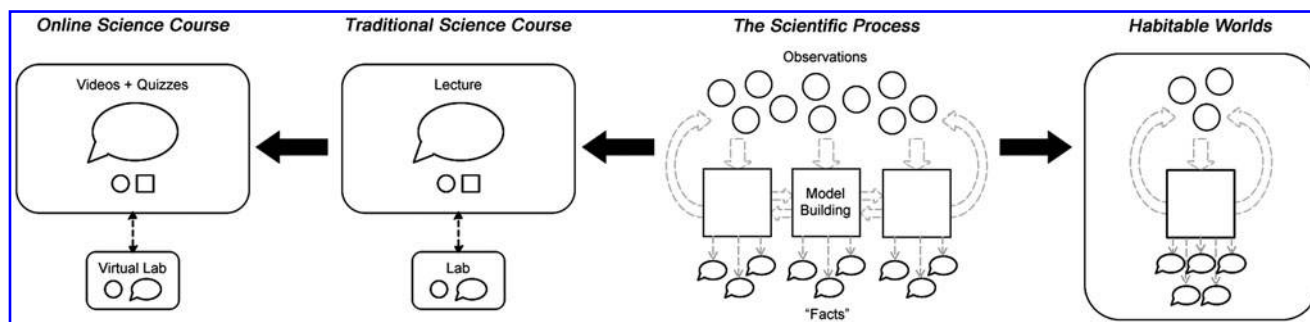 Online Science Course
Traditional Science Course
The Scientific Process
Habitable Worlds
Videos + Quizzes
Lecture
Observations
Model
Building
Virtual Lab
Lab
"Facts"